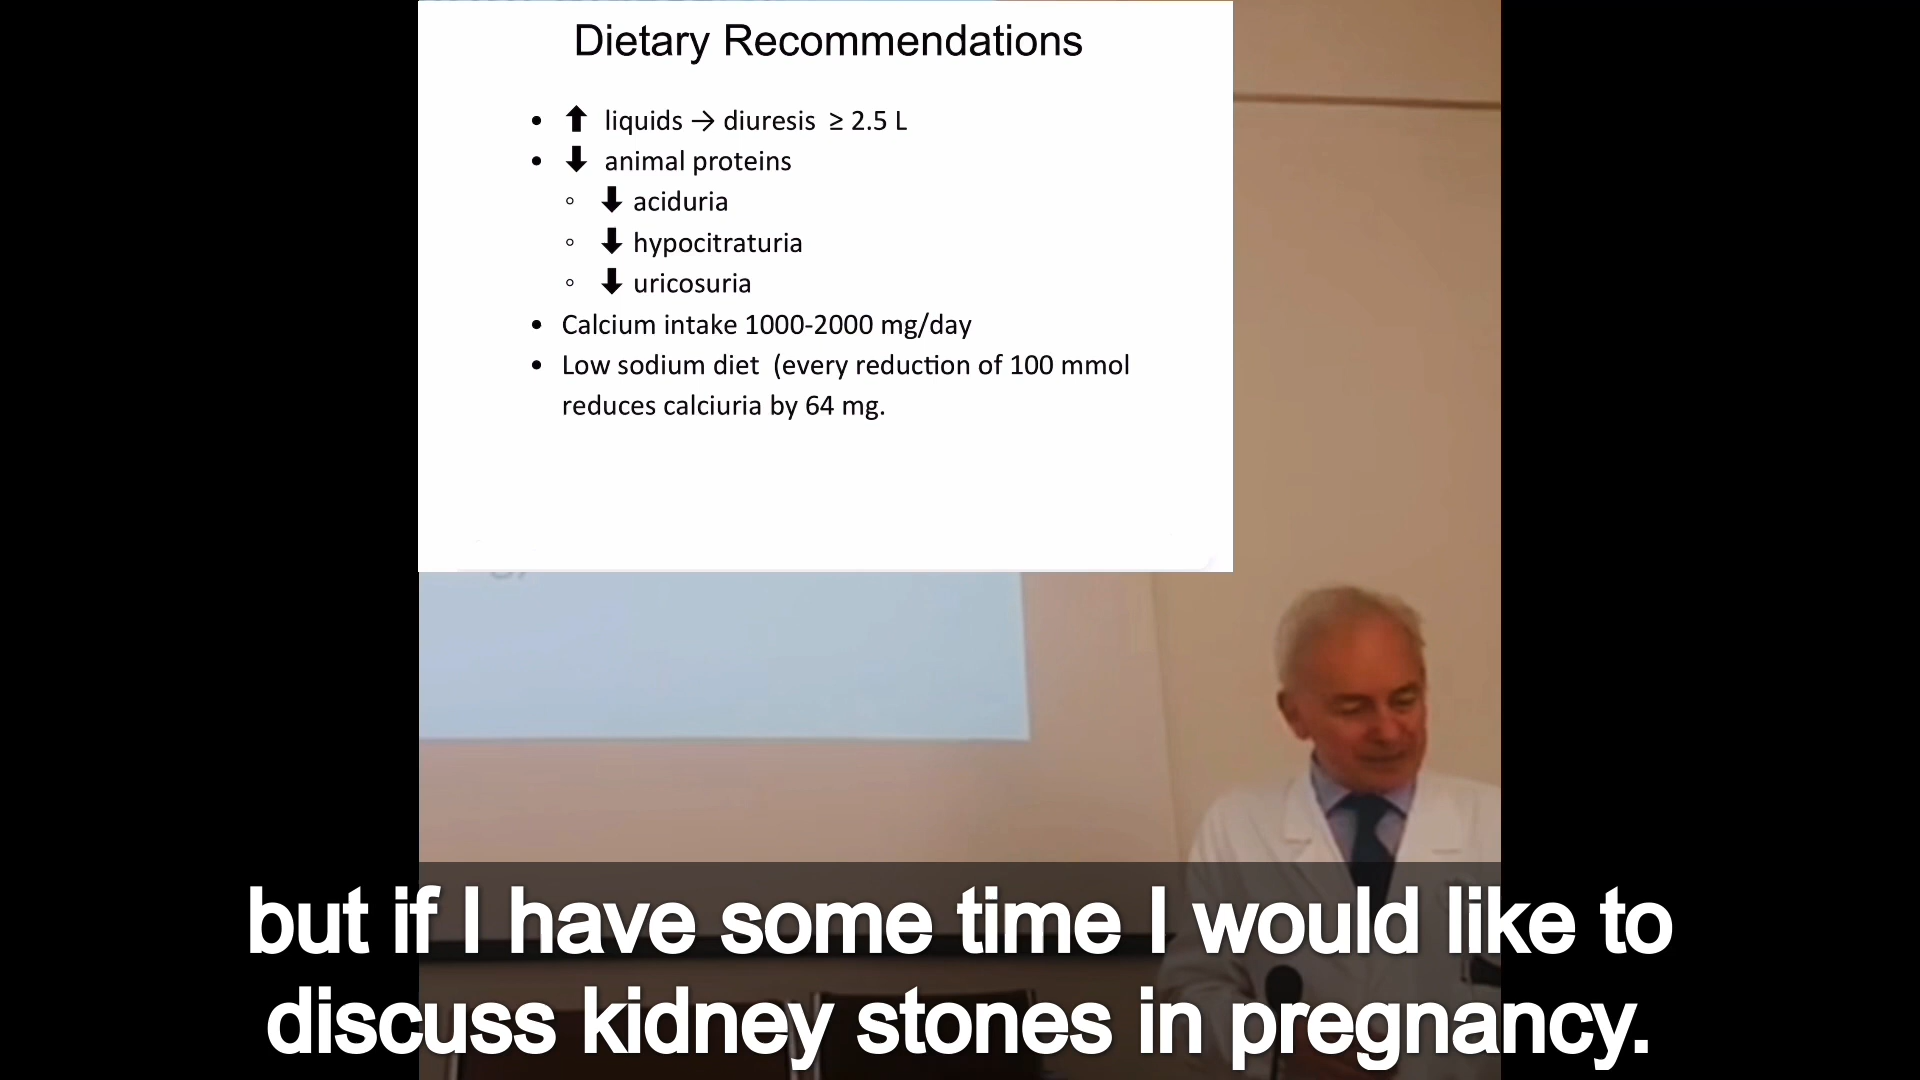 Dietary Recommendations
• ⬆ liquids → diuresis ≥ 2.5 L
• ⬇ animal proteins
◦ ⬇ aciduria
◦ ⬇ hypocitraturia
◦ ⬇ uricosuria
• Calcium intake 1000-2000 mg/day
• Low sodium diet (every reduction of 100 mmol
reduces calciuria by 64 mg.
but if I have some time I would like to
discuss kidney stones in pregnancy.